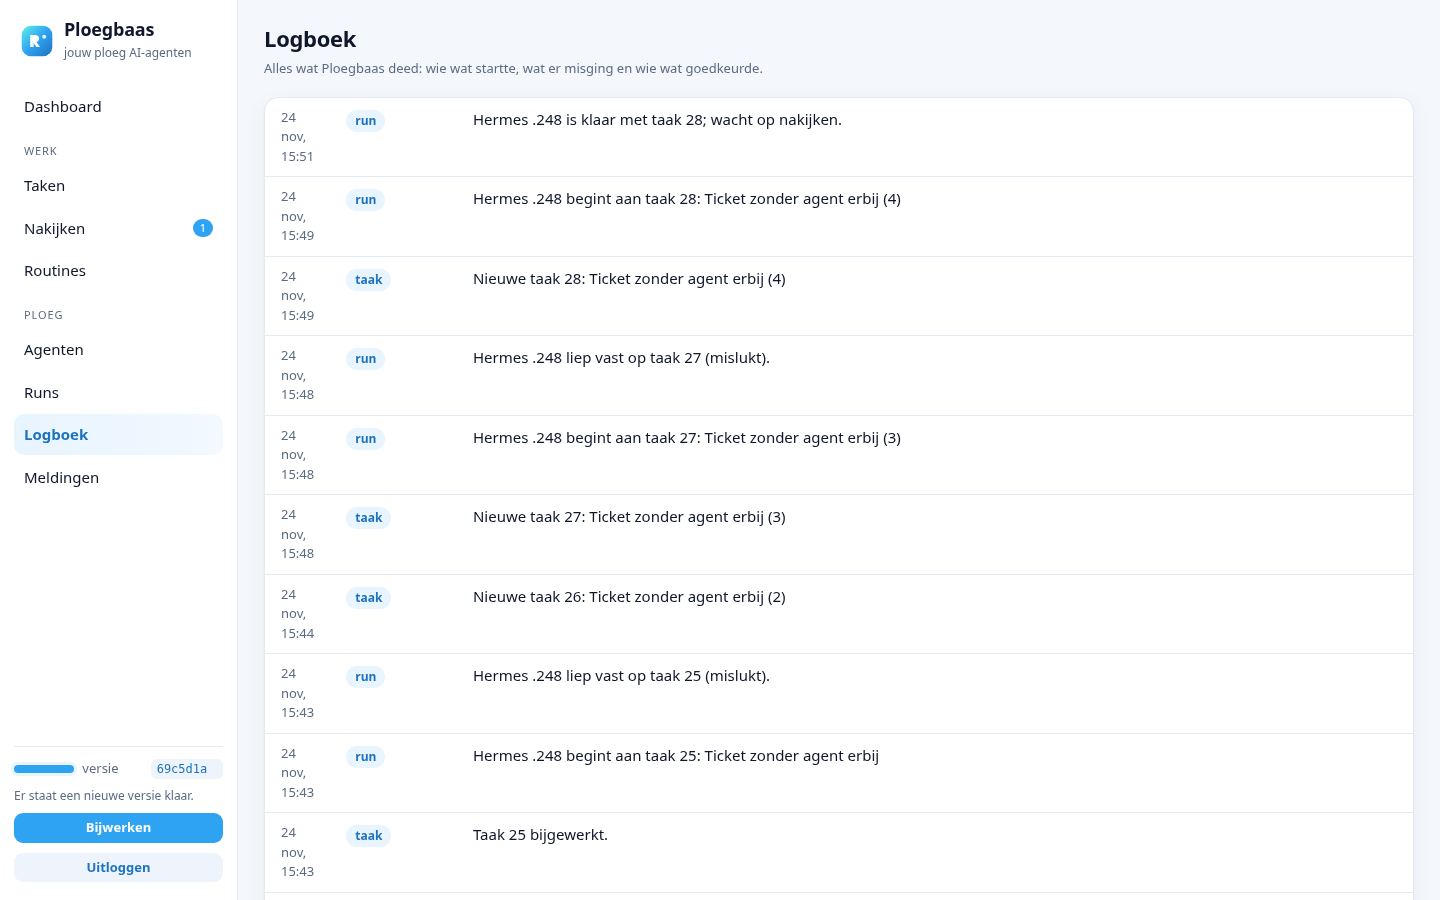 Ploegbaas
jouw ploeg AI-agenten
Dashboard
WERK
Taken
Nakijken 1
Routines
PLOEG
Agenten
Runs
Logboek
Meldingen
versie 69c5d1a
Er staat een nieuwe versie klaar.
Bijwerken
Uitloggen
Logboek
Alles wat Ploegbaas deed: wie wat startte, wat er misging en wie wat goedkeurde.
24 nov, 15:51 run Hermes .248 is klaar met taak 28; wacht op nakijken.
24 nov, 15:49 run Hermes .248 begint aan taak 28: Ticket zonder agent erbij (4)
24 nov, 15:49 taak Nieuwe taak 28: Ticket zonder agent erbij (4)
24 nov, 15:48 run Hermes .248 liep vast op taak 27 (mislukt).
24 nov, 15:48 run Hermes .248 begint aan taak 27: Ticket zonder agent erbij (3)
24 nov, 15:48 taak Nieuwe taak 27: Ticket zonder agent erbij (3)
24 nov, 15:44 taak Nieuwe taak 26: Ticket zonder agent erbij (2)
24 nov, 15:43 run Hermes .248 liep vast op taak 25 (mislukt).
24 nov, 15:43 run Hermes .248 begint aan taak 25: Ticket zonder agent erbij
24 nov, 15:43 taak Taak 25 bijgewerkt.